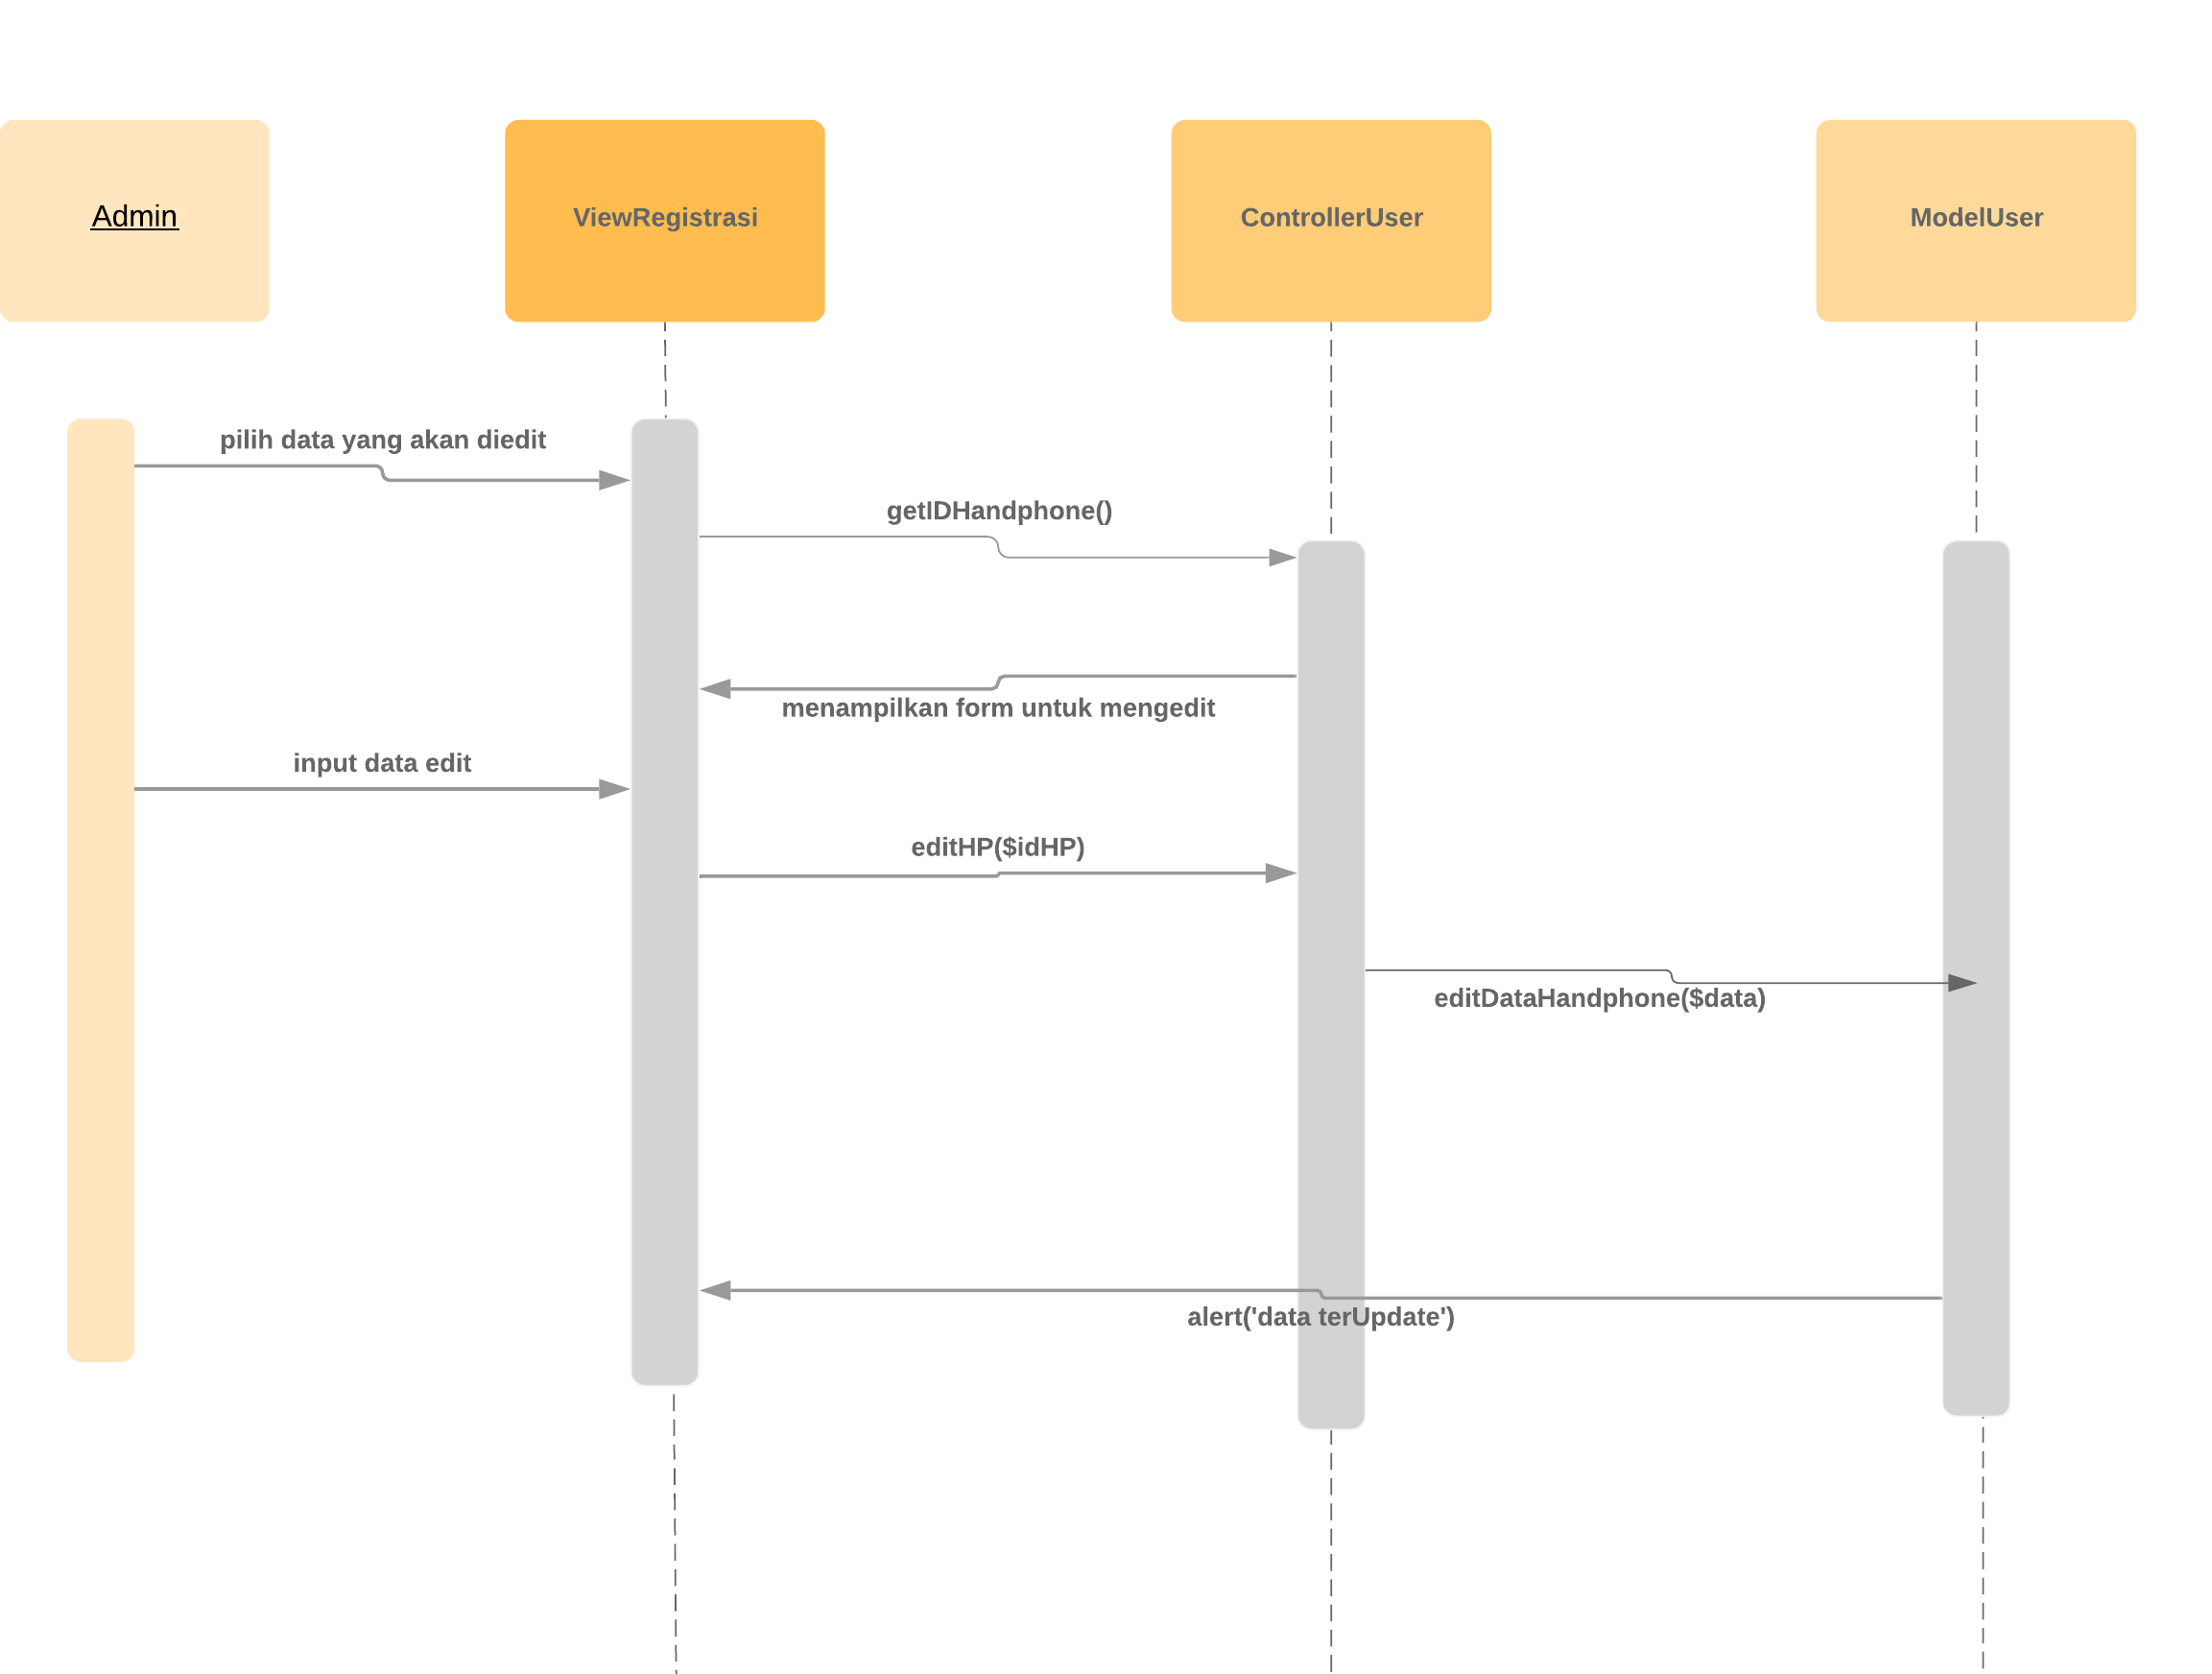 Admin
ViewRegistrasi
ControllerUser
ModelUser
pilih data yang akan diedit
getIDHandphone()
menampilkan form untuk mengedit
input data edit
editHP($idHP)
editDataHandphone($data)
alert('data terUpdate')